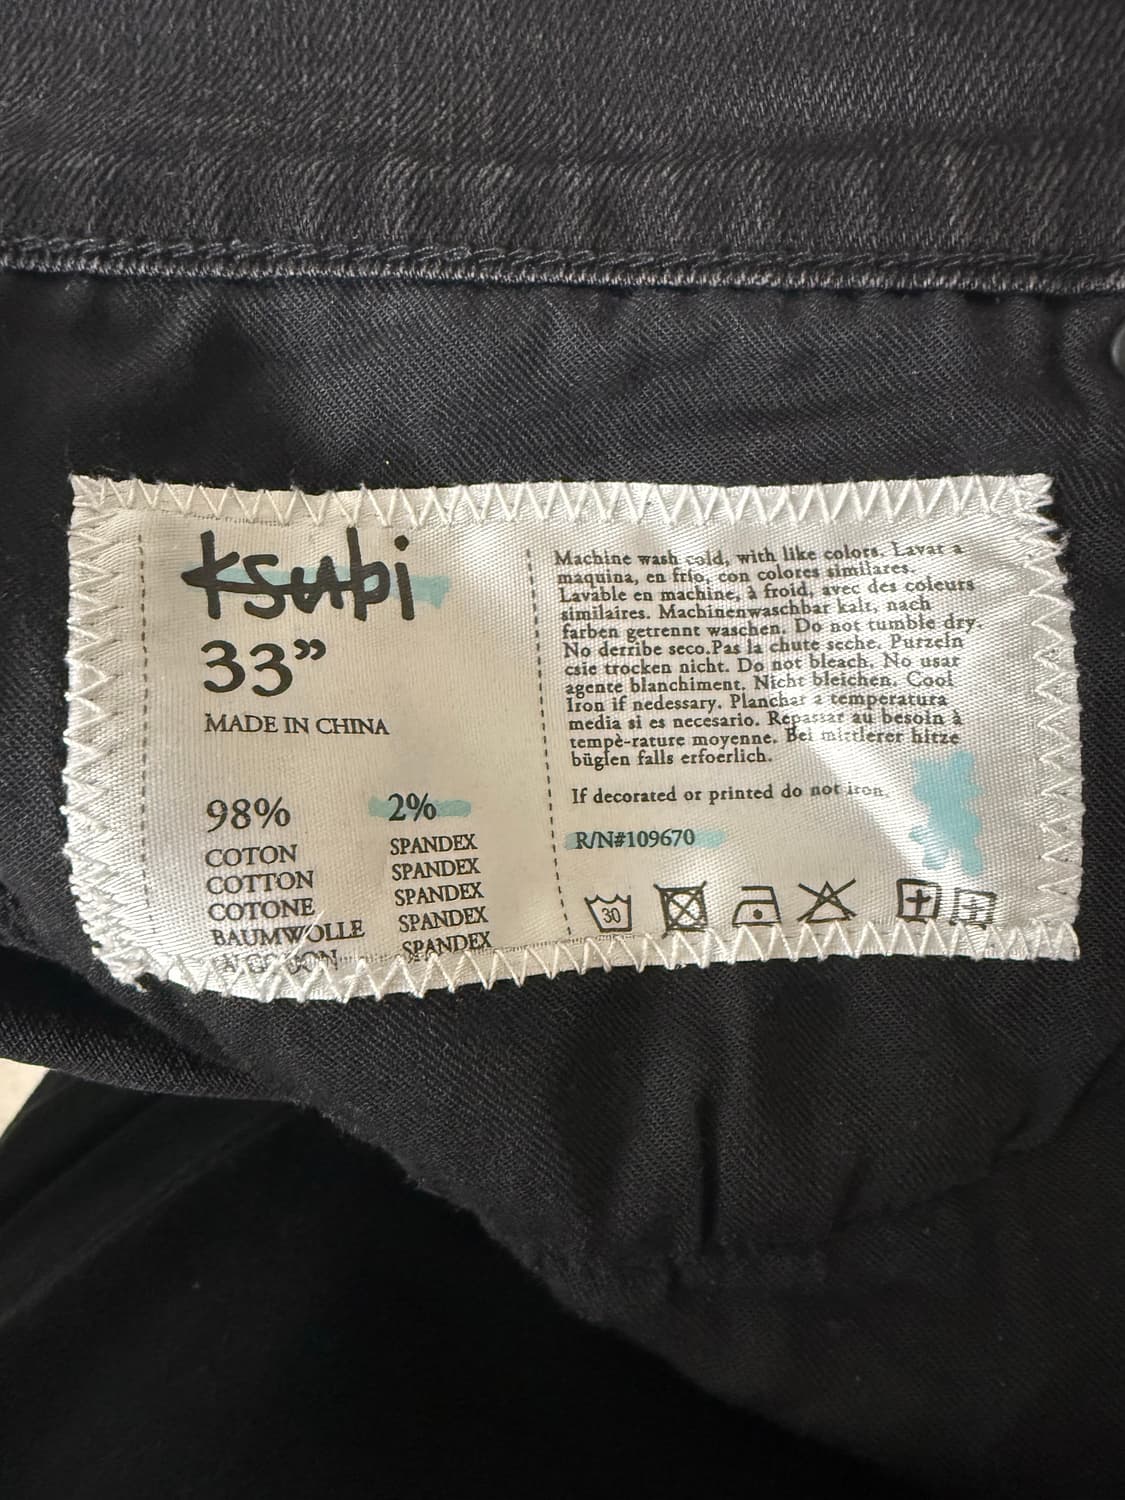 ksubi
33”
MADE IN CHINA
98%
COTON
COTTON
COTONE
BAUMWOLLE
2%
SPANDEX
SPANDEX
SPANDEX
SPANDEX
SPANDEX
Machine wash cold, with like colors. Lavat a
maquina, en frio, con colores similares.
Lavable en machine, à froid, avec des coleurs
similaires. Machinenwaschbar kalt, nach
farben getrennt waschen. Do not tumble dry.
No derribe seco.Pas la chute seche. Purzeln
csie trocken nicht. Do not bleach. No usar
agente blanchiment. Nicht bleichen. Cool
Iron if nedessary. Planchar a temperatura
media si es necesario. Repassar au besoin à
tempè-rature moyenne. Bei mittlerer hitze
büglen falls erfoerlich.
If decorated or printed do not iron.
R/N#109670
30